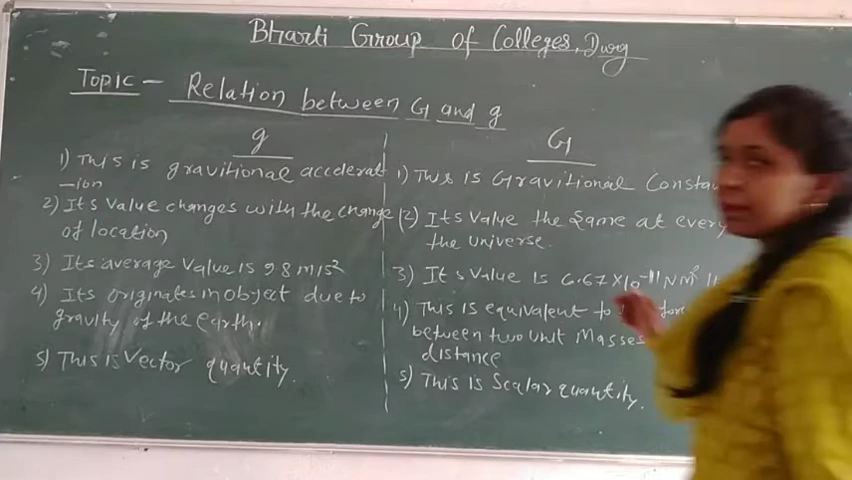 Bharti Group of Colleges, Durg
Topic - Relation between G and g
g
1) This is gravitional accelerat
-ion
2) Its Value changes with the change
of location
3) Its average Value is 9.8 m/s²
4) Its originates in object due to
gravity of the earth.
5) This is Vector quantity.
G
1) This is Gravitional Consta
(2) Its Value the Same at every
the universe.
3) Its Value is 6.67 X 10⁻¹¹ N m²
4) This is equivalent to
between two unit Masses
distance
5) This is Scalar quantity.